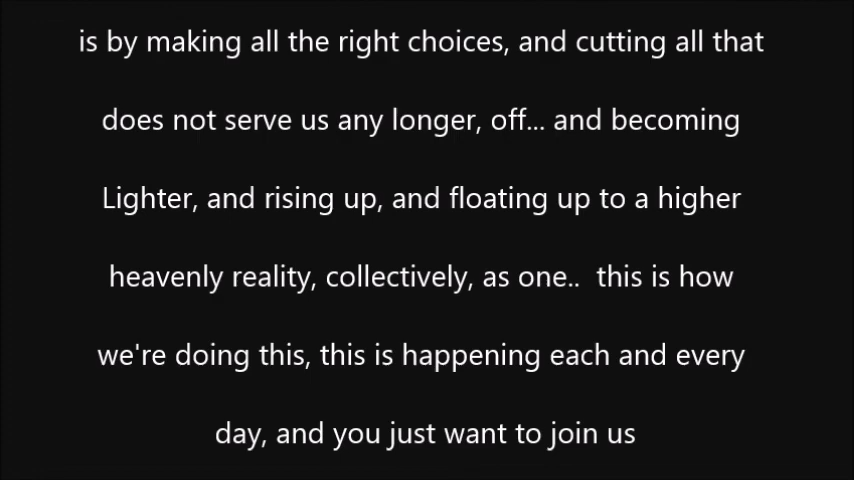 is by making all the right choices, and cutting all that
does not serve us any longer, off... and becoming
Lighter, and rising up, and floating up to a higher
heavenly reality, collectively, as one..  this is how
we're doing this, this is happening each and every
day, and you just want to join us